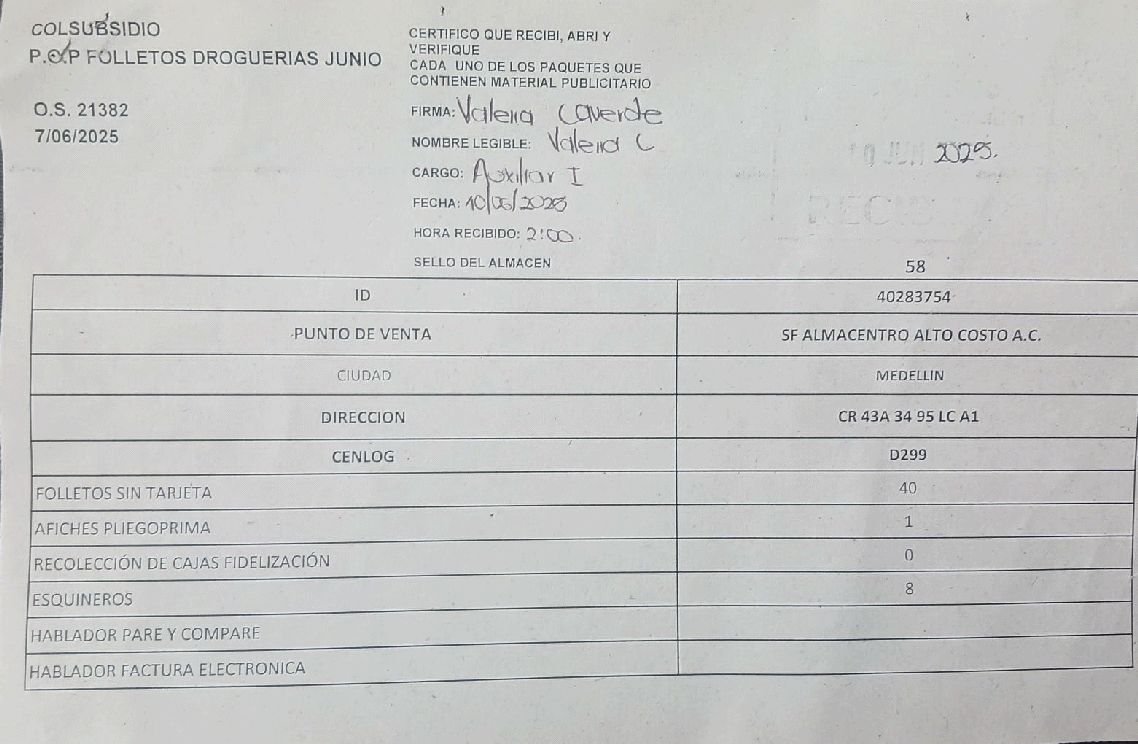 COLSUBSIDIO
P.O.P FOLLETOS DROGUERIAS JUNIO
O.S. 21382
7/06/2025
CERTIFICO QUE RECIBI, ABRI Y
VERIFIQUE
CADA UNO DE LOS PAQUETES QUE
CONTIENEN MATERIAL PUBLICITARIO
FIRMA: Valeria Caverde
NOMBRE LEGIBLE: Valeria C
CARGO: Auxiliar I
FECHA: 10/06/2025
HORA RECIBIDO: 2:00.
SELLO DEL ALMACEN
10 JUN 2025.
58
ID 40283754
PUNTO DE VENTA SF ALMACENTRO ALTO COSTO A.C.
CIUDAD MEDELLIN
DIRECCION CR 43A 34 95 LC A1
CENLOG D299
FOLLETOS SIN TARJETA 40
AFICHES PLIEGOPRIMA 1
RECOLECCIÓN DE CAJAS FIDELIZACIÓN 0
ESQUINEROS 8
HABLADOR PARE Y COMPARE
HABLADOR FACTURA ELECTRONICA